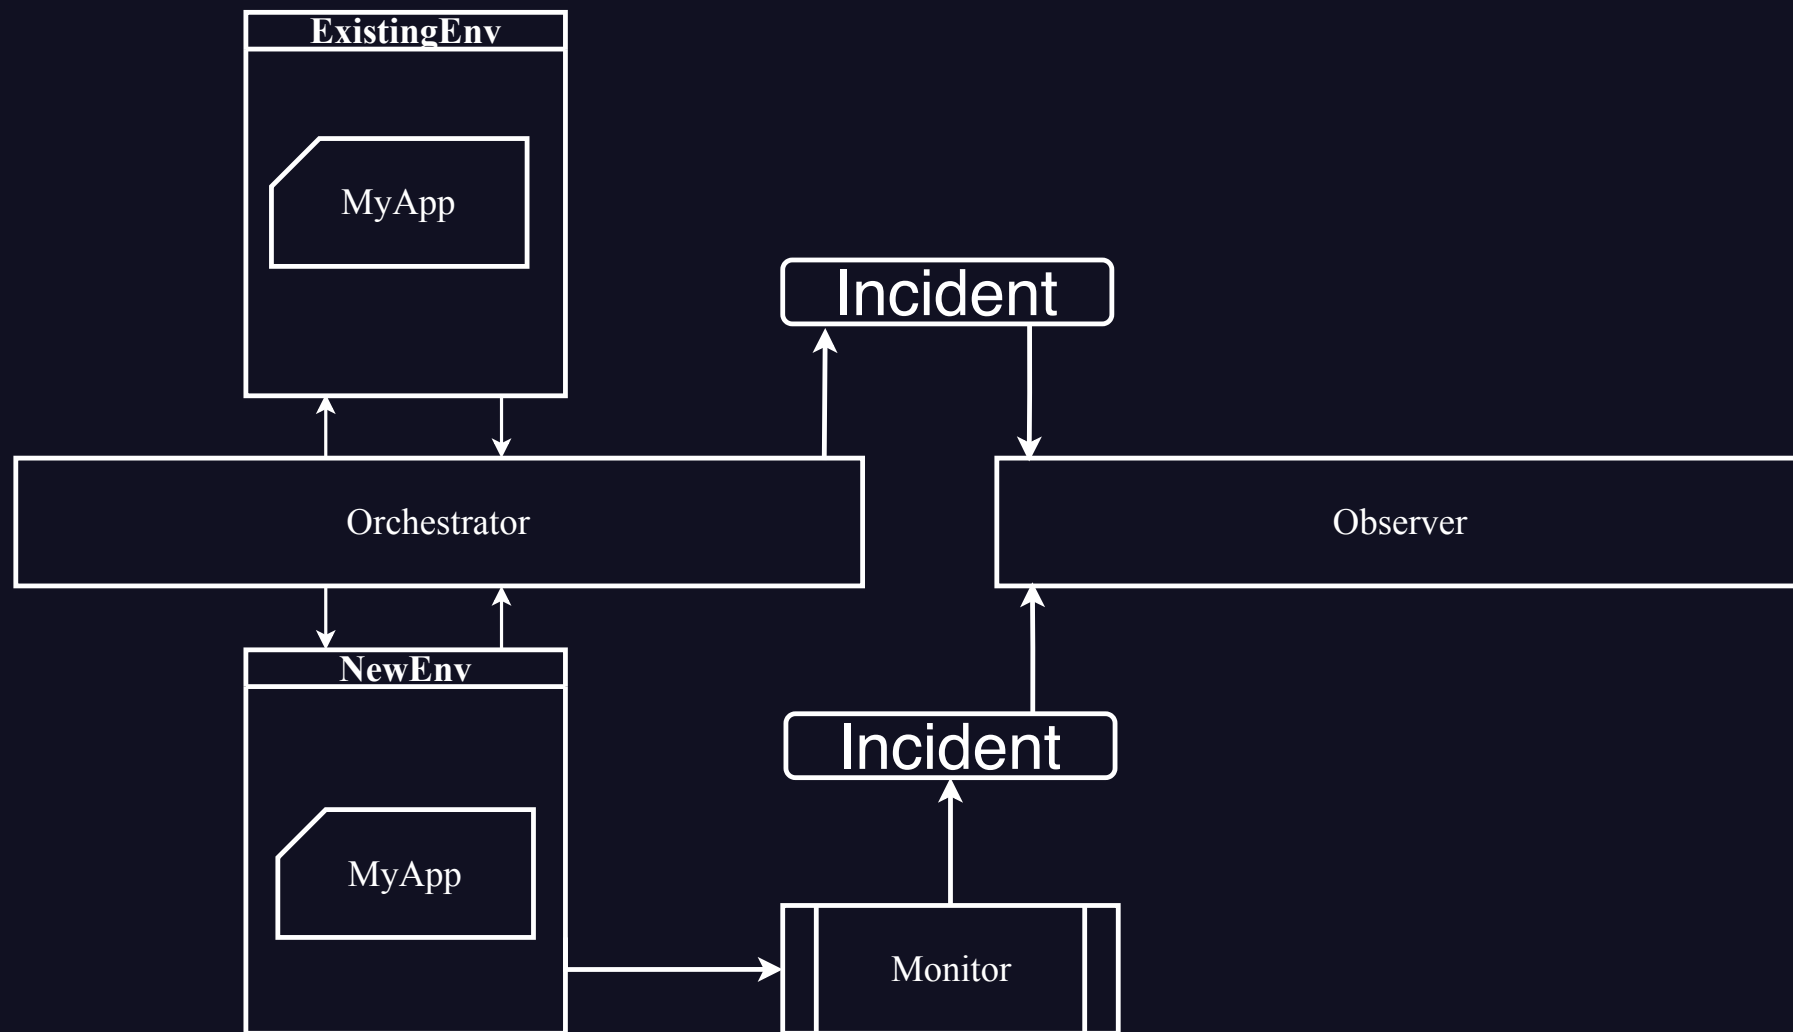 ExistingEnv
MyApp
Incident
Orchestrator
Observer
NewEnv
Incident
MyApp
Monitor